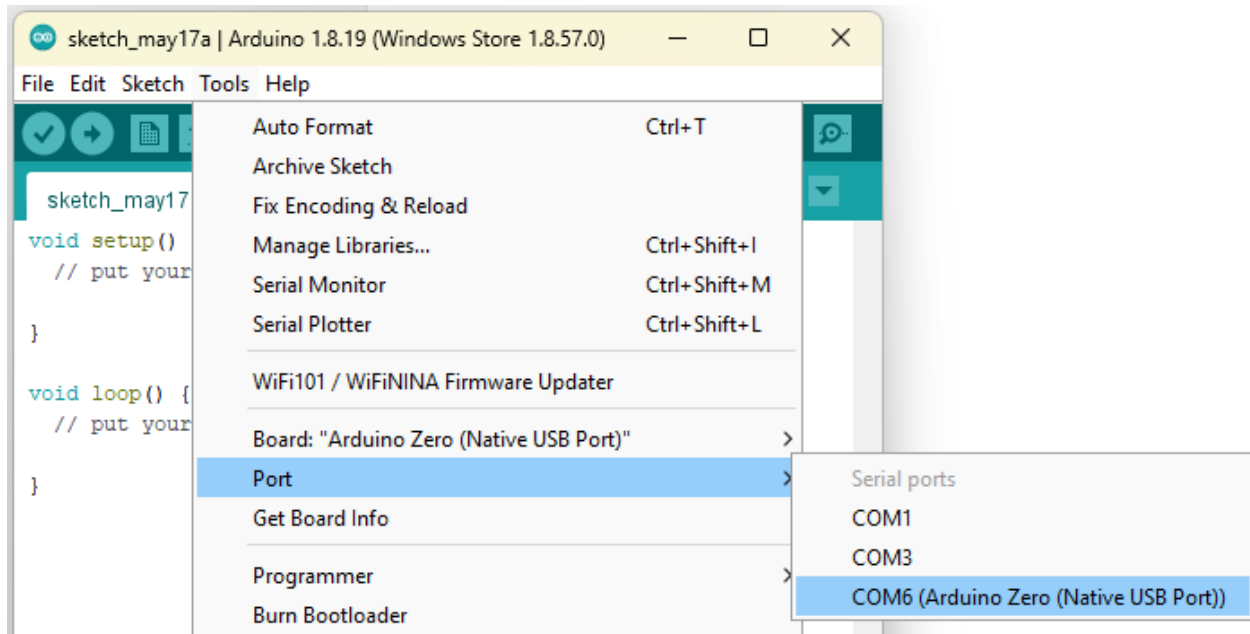 sketch_may17a | Arduino 1.8.19 (Windows Store 1.8.57.0)
File Edit Sketch Tools Help
sketch_may17
void setup()
// put your
}
void loop() {
// put your
}
Auto Format Ctrl+T
Archive Sketch
Fix Encoding & Reload
Manage Libraries... Ctrl+Shift+I
Serial Monitor Ctrl+Shift+M
Serial Plotter Ctrl+Shift+L
WiFi101 / WiFiNINA Firmware Updater
Board: "Arduino Zero (Native USB Port)"
Port
Get Board Info
Programmer
Burn Bootloader
Serial ports
COM1
COM3
COM6 (Arduino Zero (Native USB Port))